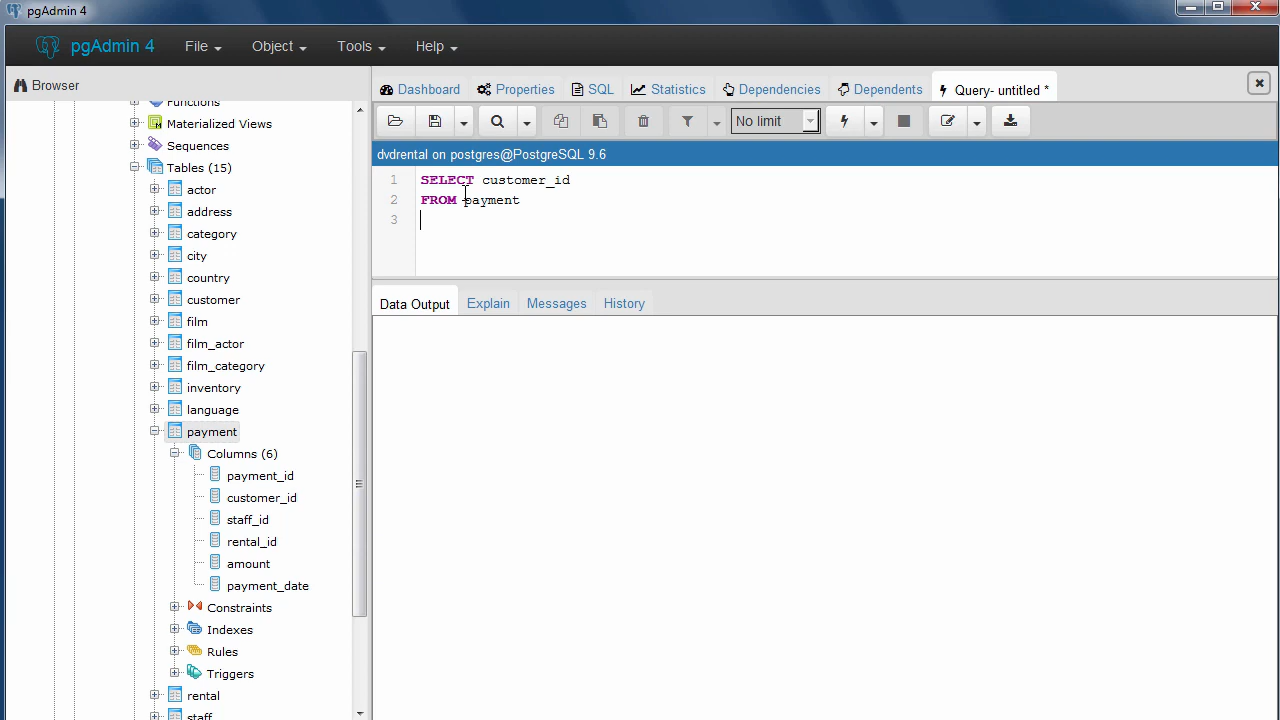 pgAdmin 4
pgAdmin 4 File Object Tools Help
Browser
Dashboard Properties SQL Statistics Dependencies Dependents Query- untitled *
No limit
dvdrental on postgres@PostgreSQL 9.6
1 SELECT customer_id
2 FROM payment
3
Data Output Explain Messages History
Functions
Materialized Views
Sequences
Tables (15)
actor
address
category
city
country
customer
film
film_actor
film_category
inventory
language
payment
Columns (6)
payment_id
customer_id
staff_id
rental_id
amount
payment_date
Constraints
Indexes
Rules
Triggers
rental
staff